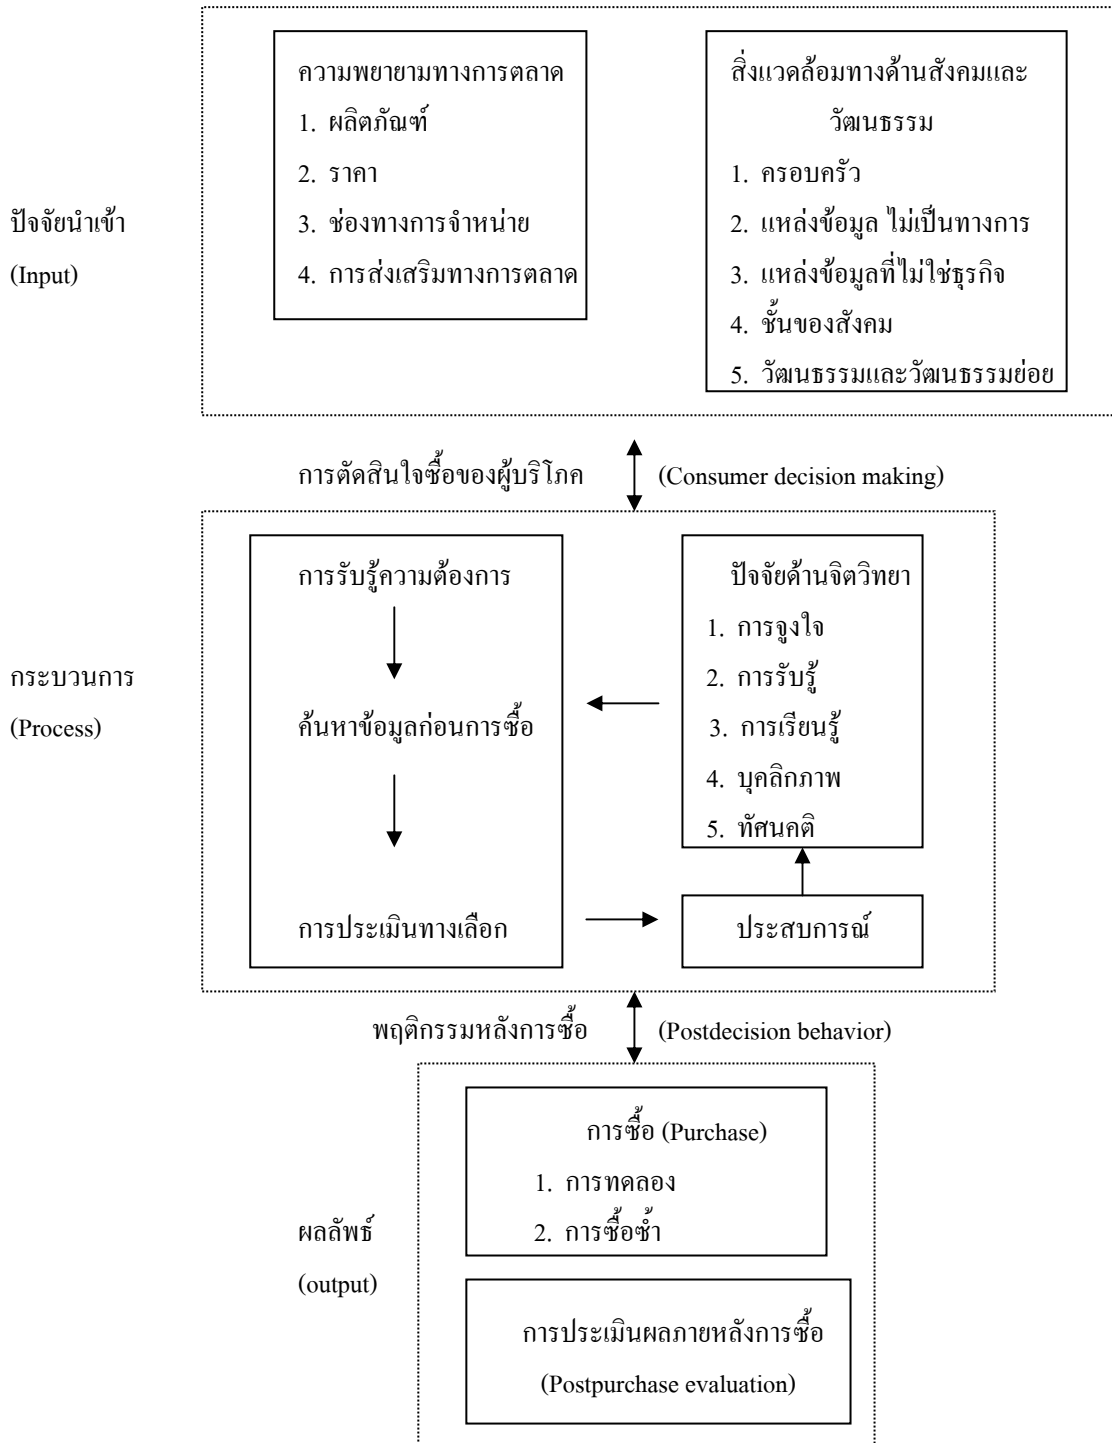 ความพยายามทางการตลาด
1. ผลิตภัณฑ์
2. ราคา
3. ช่องทางการจำหน่าย
4. การส่งเสริมทางการตลาด
สิ่งแวดล้อมทางด้านสังคมและ
วัฒนธรรม
1. ครอบครัว
2. แหล่งข้อมูล ไม่เป็นทางการ
3. แหล่งข้อมูลที่ไม่ใช่ธุรกิจ
4. ชั้นของสังคม
5. วัฒนธรรมและวัฒนธรรมย่อย
ปัจจัยนำเข้า
(Input)
การตัดสินใจซื้อของผู้บริโภค (Consumer decision making)
การรับรู้ความต้องการ
ค้นหาข้อมูลก่อนการซื้อ
การประเมินทางเลือก
ปัจจัยด้านจิตวิทยา
1. การจูงใจ
2. การรับรู้
3. การเรียนรู้
4. บุคลิกภาพ
5. ทัศนคติ
ประสบการณ์
กระบวนการ
(Process)
พฤติกรรมหลังการซื้อ (Postdecision behavior)
การซื้อ (Purchase)
1. การทดลอง
2. การซื้อซ้ำ
ผลลัพธ์
(output)
การประเมินผลภายหลังการซื้อ
(Postpurchase evaluation)